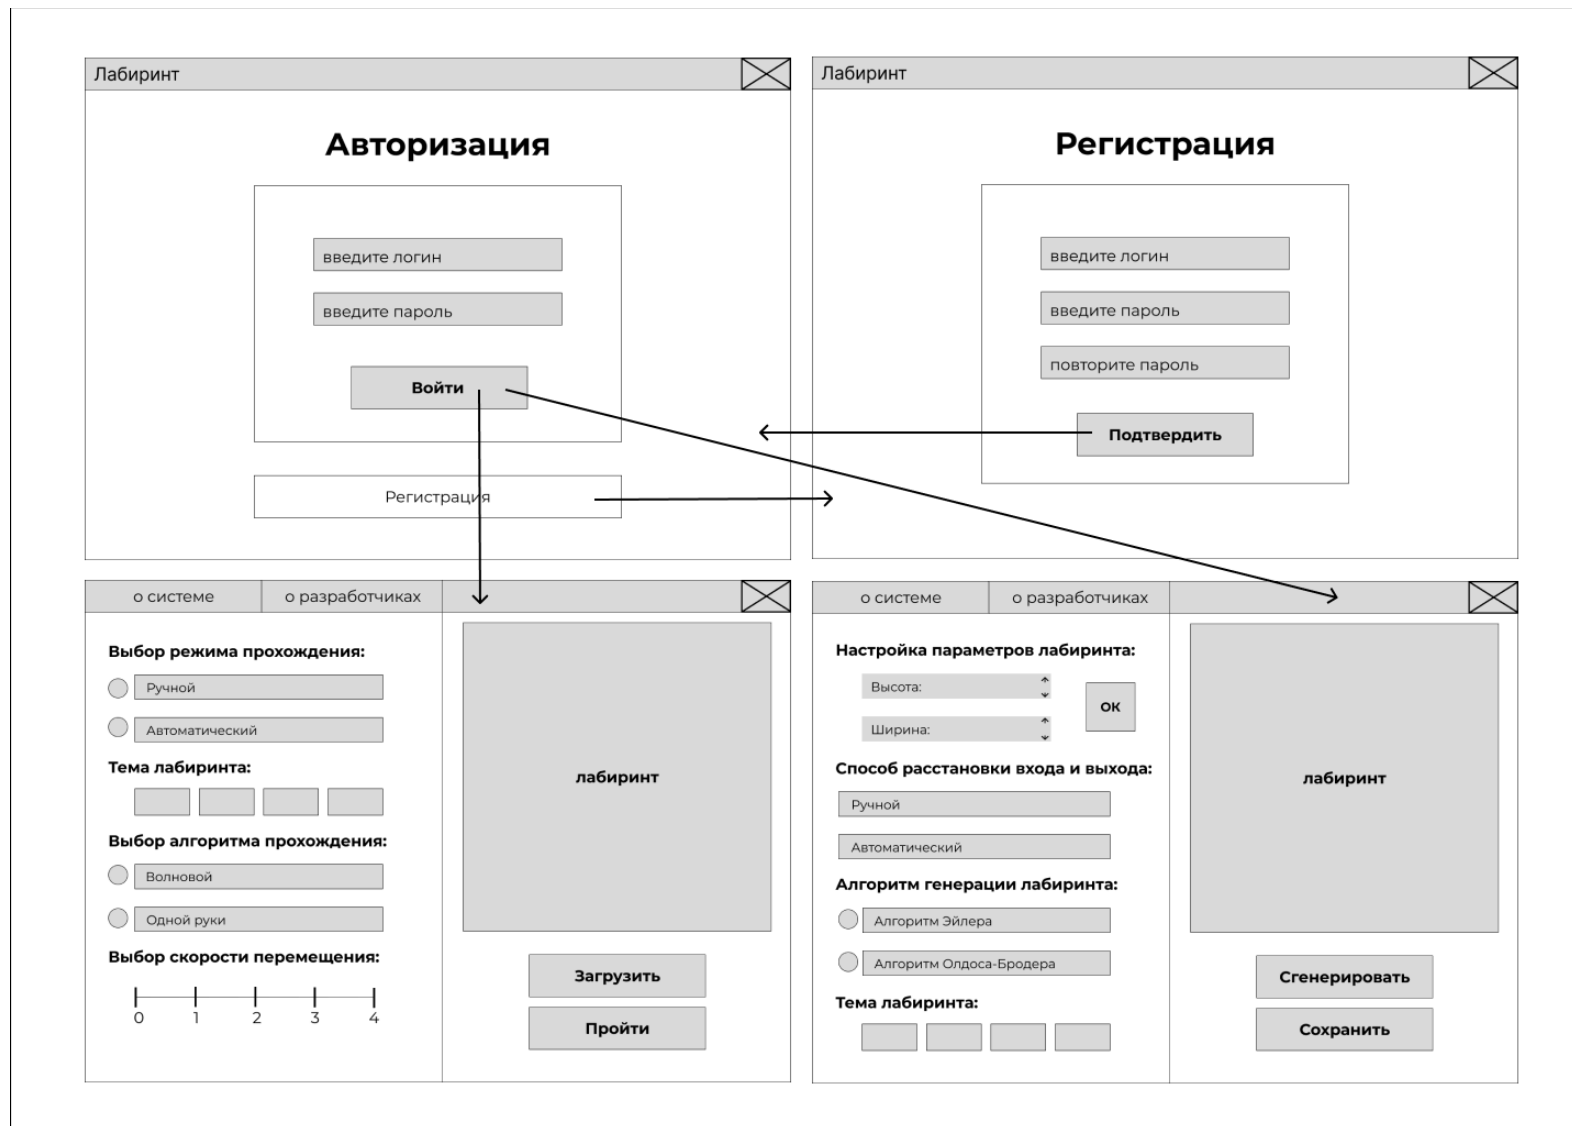 Лабиринт
Авторизация
введите логин
введите пароль
Войти
Регистрация
Лабиринт
Регистрация
введите логин
введите пароль
повторите пароль
Подтвердить
о системе
о разработчиках
Выбор режима прохождения:
Ручной
Автоматический
Тема лабиринта:
Выбор алгоритма прохождения:
Волновой
Одной руки
Выбор скорости перемещения:
0 1 2 3 4
лабиринт
Загрузить
Пройти
о системе
о разработчиках
Настройка параметров лабиринта:
Высота:
Ширина:
ОК
Способ расстановки входа и выхода:
Ручной
Автоматический
Алгоритм генерации лабиринта:
Алгоритм Эйлера
Алгоритм Олдоса-Бродера
Тема лабиринта:
лабиринт
Сгенерировать
Сохранить